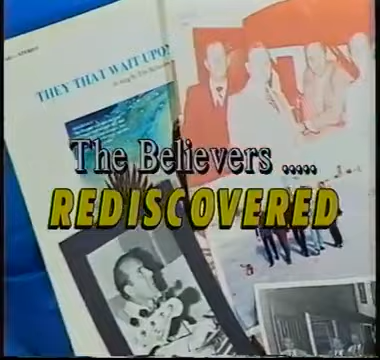 THEY THAT WAIT UPON
The Believers .....
REDISCOVERED